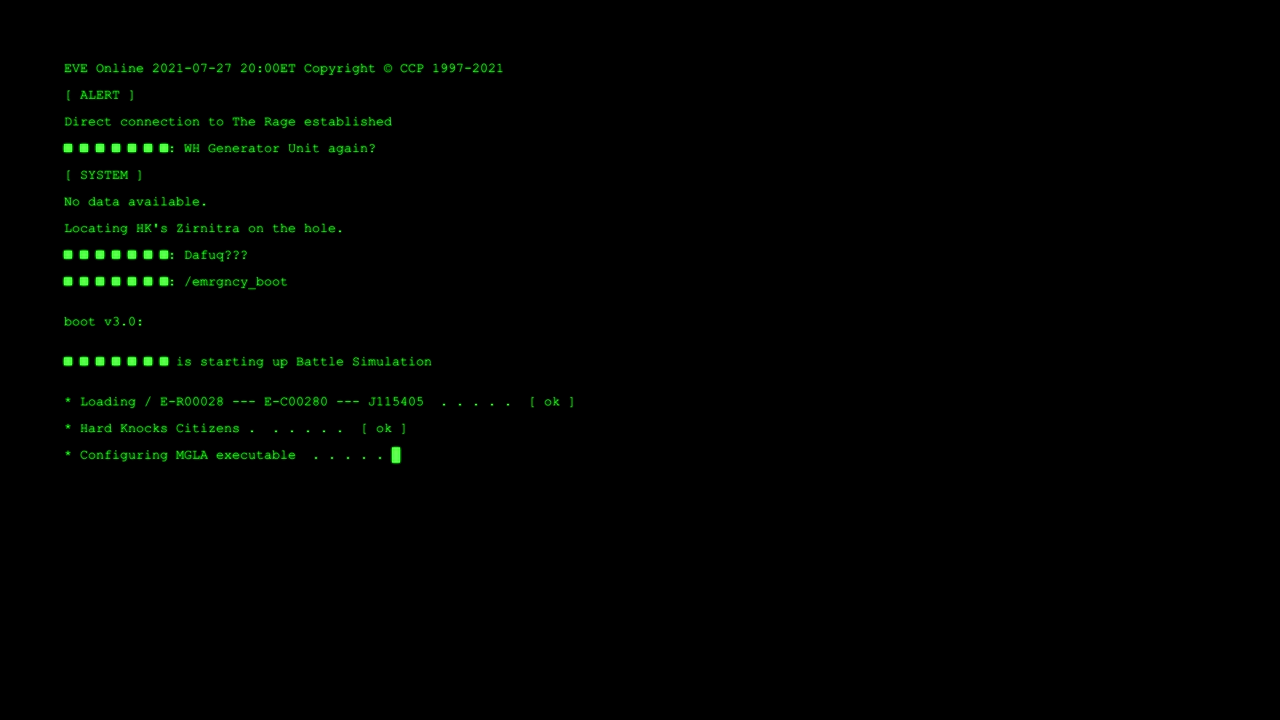 EVE Online 2021-07-27 20:00ET Copyright © CCP 1997-2021
[ ALERT ]
Direct connection to The Rage established
■ ■ ■ ■ ■ ■ ■: WH Generator Unit again?
[ SYSTEM ]
No data available.
Locating HK's Zirnitra on the hole.
■ ■ ■ ■ ■ ■ ■: Dafuq???
■ ■ ■ ■ ■ ■ ■: /emrgncy_boot
boot v3.0:
■ ■ ■ ■ ■ ■ ■ is starting up Battle Simulation
* Loading / E-R00028 --- E-C00280 --- J115405 . . . . . [ ok ]
* Hard Knocks Citizens . . . . . . [ ok ]
* Configuring MGLA executable . . . . .